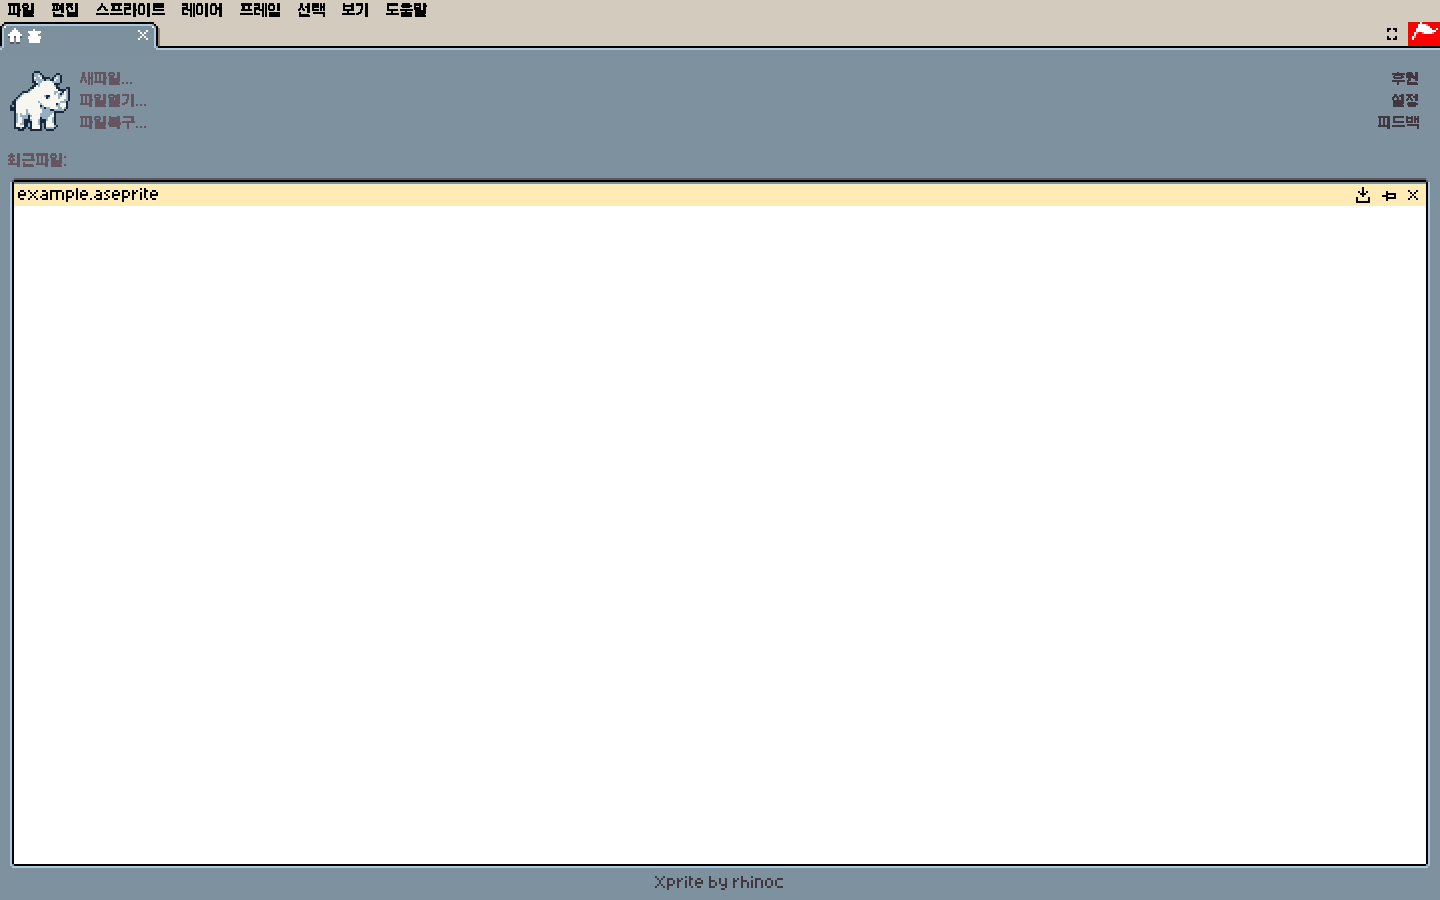 파일 편집 스프라이트 레이어 프레임 선택 보기 도움말
새파일...
파일열기...
파일복구...
후원
설정
피드백
최근파일:
example.aseprite
Xprite by rhinoc